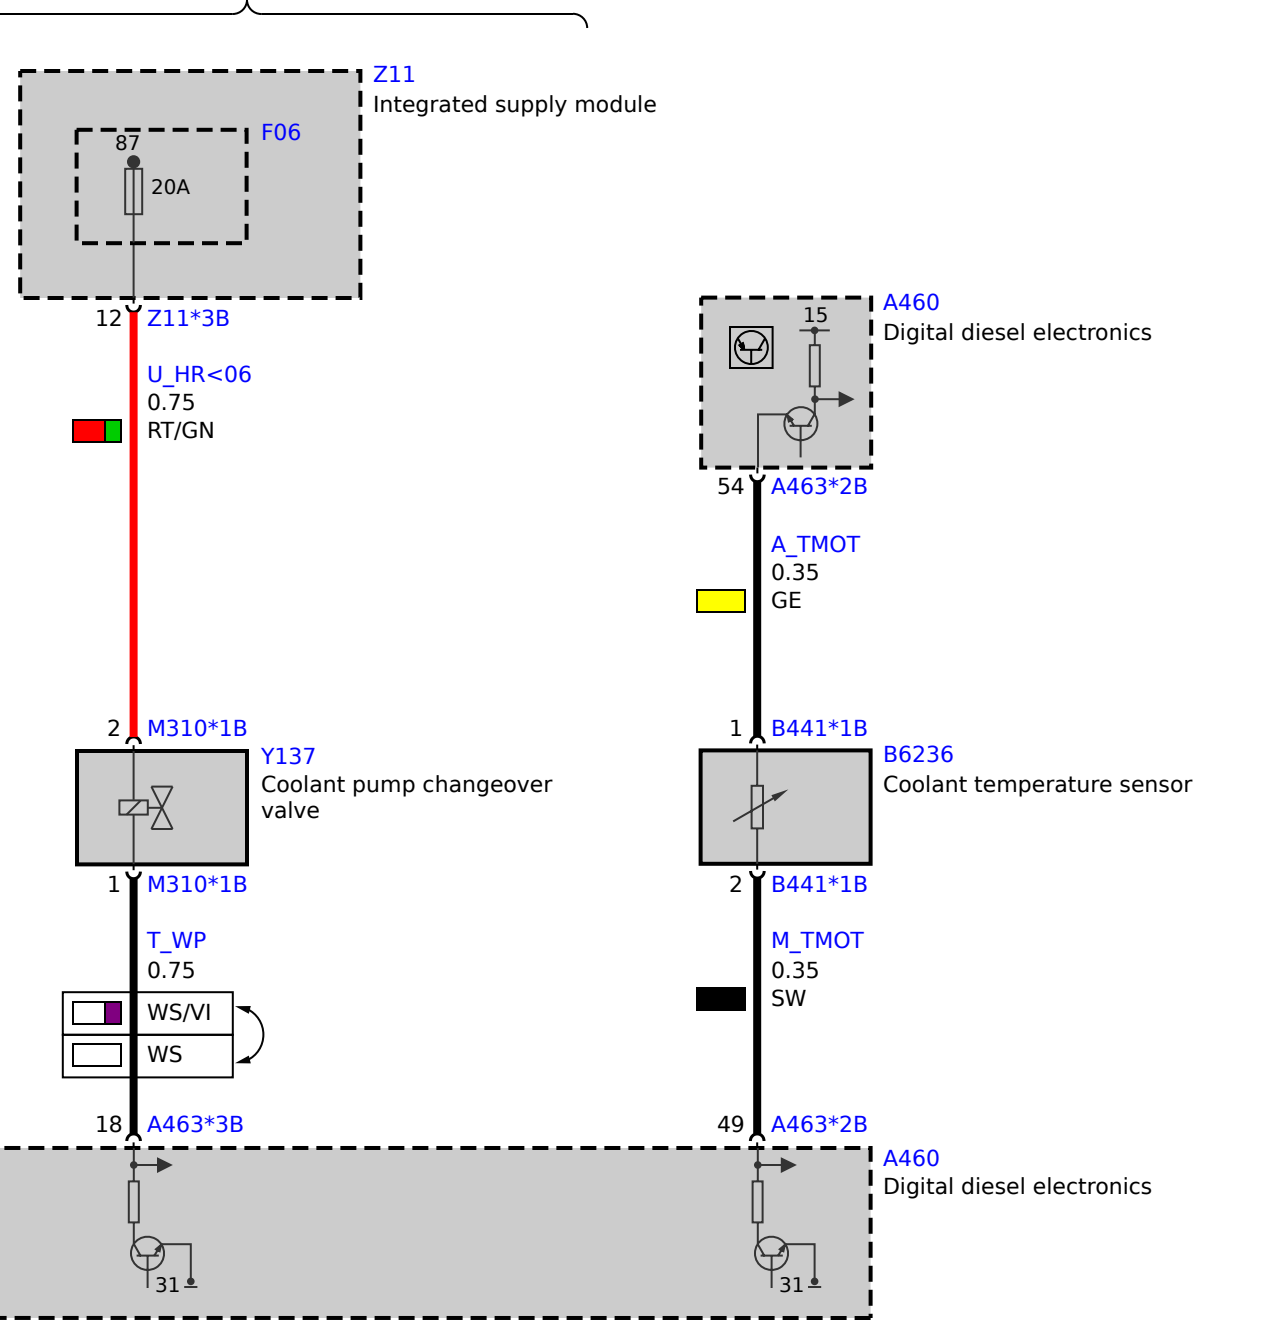 Z11
Integrated supply module
F06
87
20A
12 Z11*3B
U_HR<06
0.75
RT/GN
2 M310*1B
Y137
Coolant pump changeover
valve
1 M310*1B
T_WP
0.75
WS/VI
WS
18 A463*3B
31
A460
Digital diesel electronics
15
54 A463*2B
A_TMOT
0.35
GE
1 B441*1B
B6236
Coolant temperature sensor
2 B441*1B
M_TMOT
0.35
SW
49 A463*2B
A460
Digital diesel electronics
31